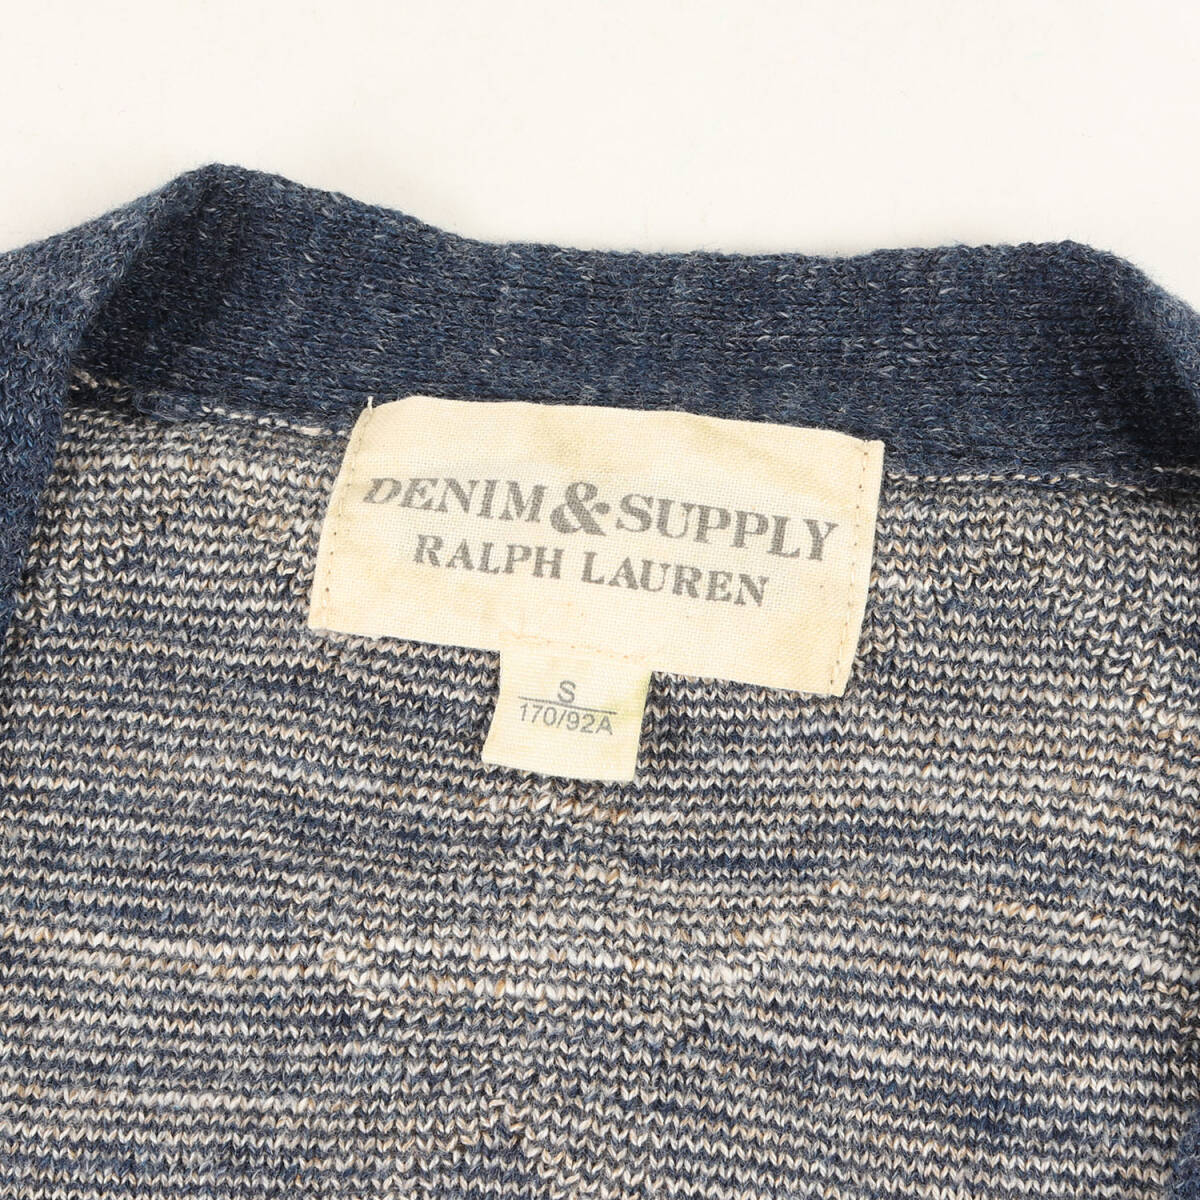 DENIM & SUPPLY
RALPH LAUREN
S
170/92A